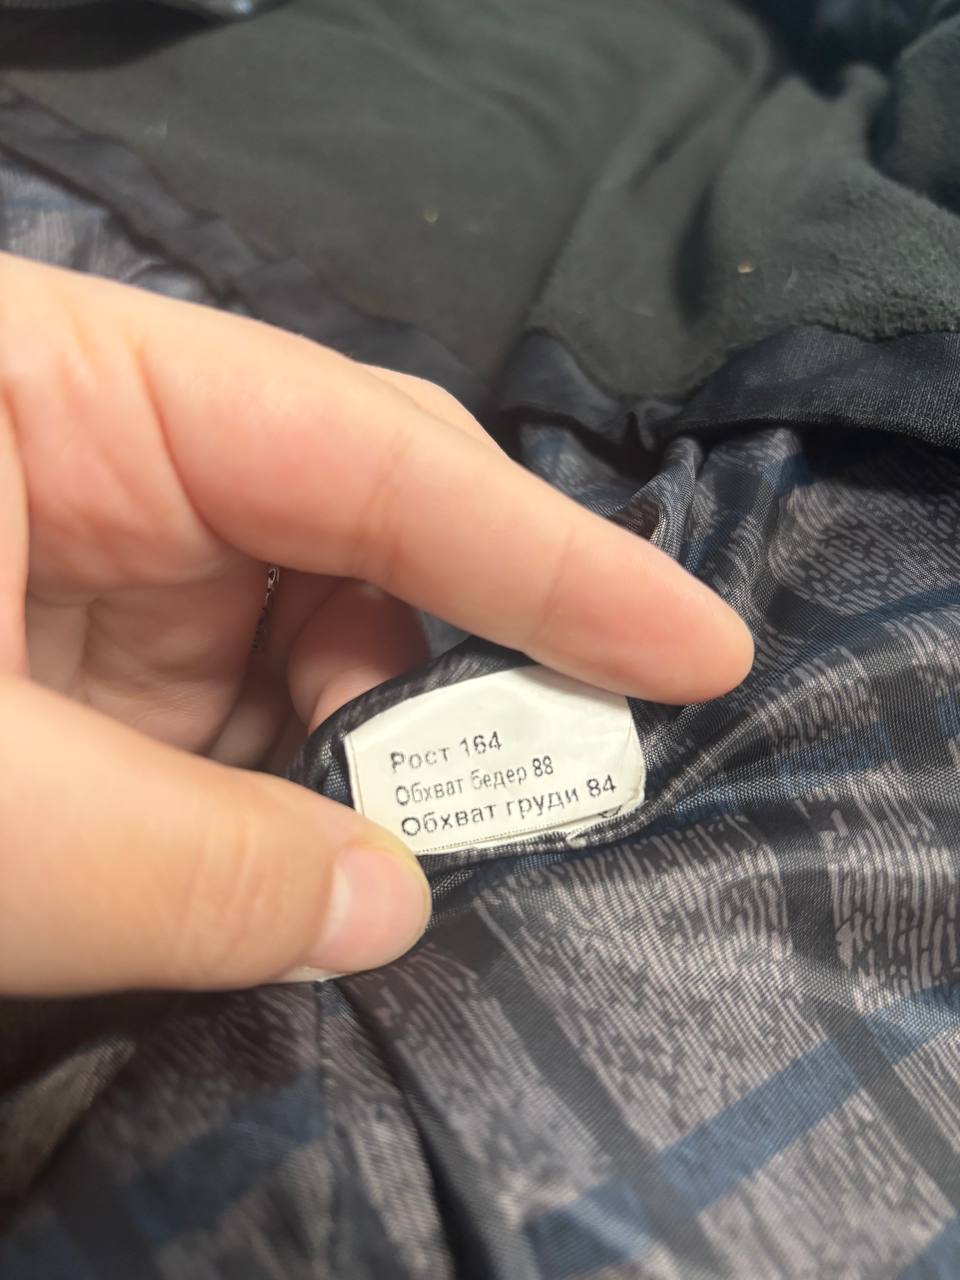 Рост 164
Обхват бедер 88
Обхват груди 84